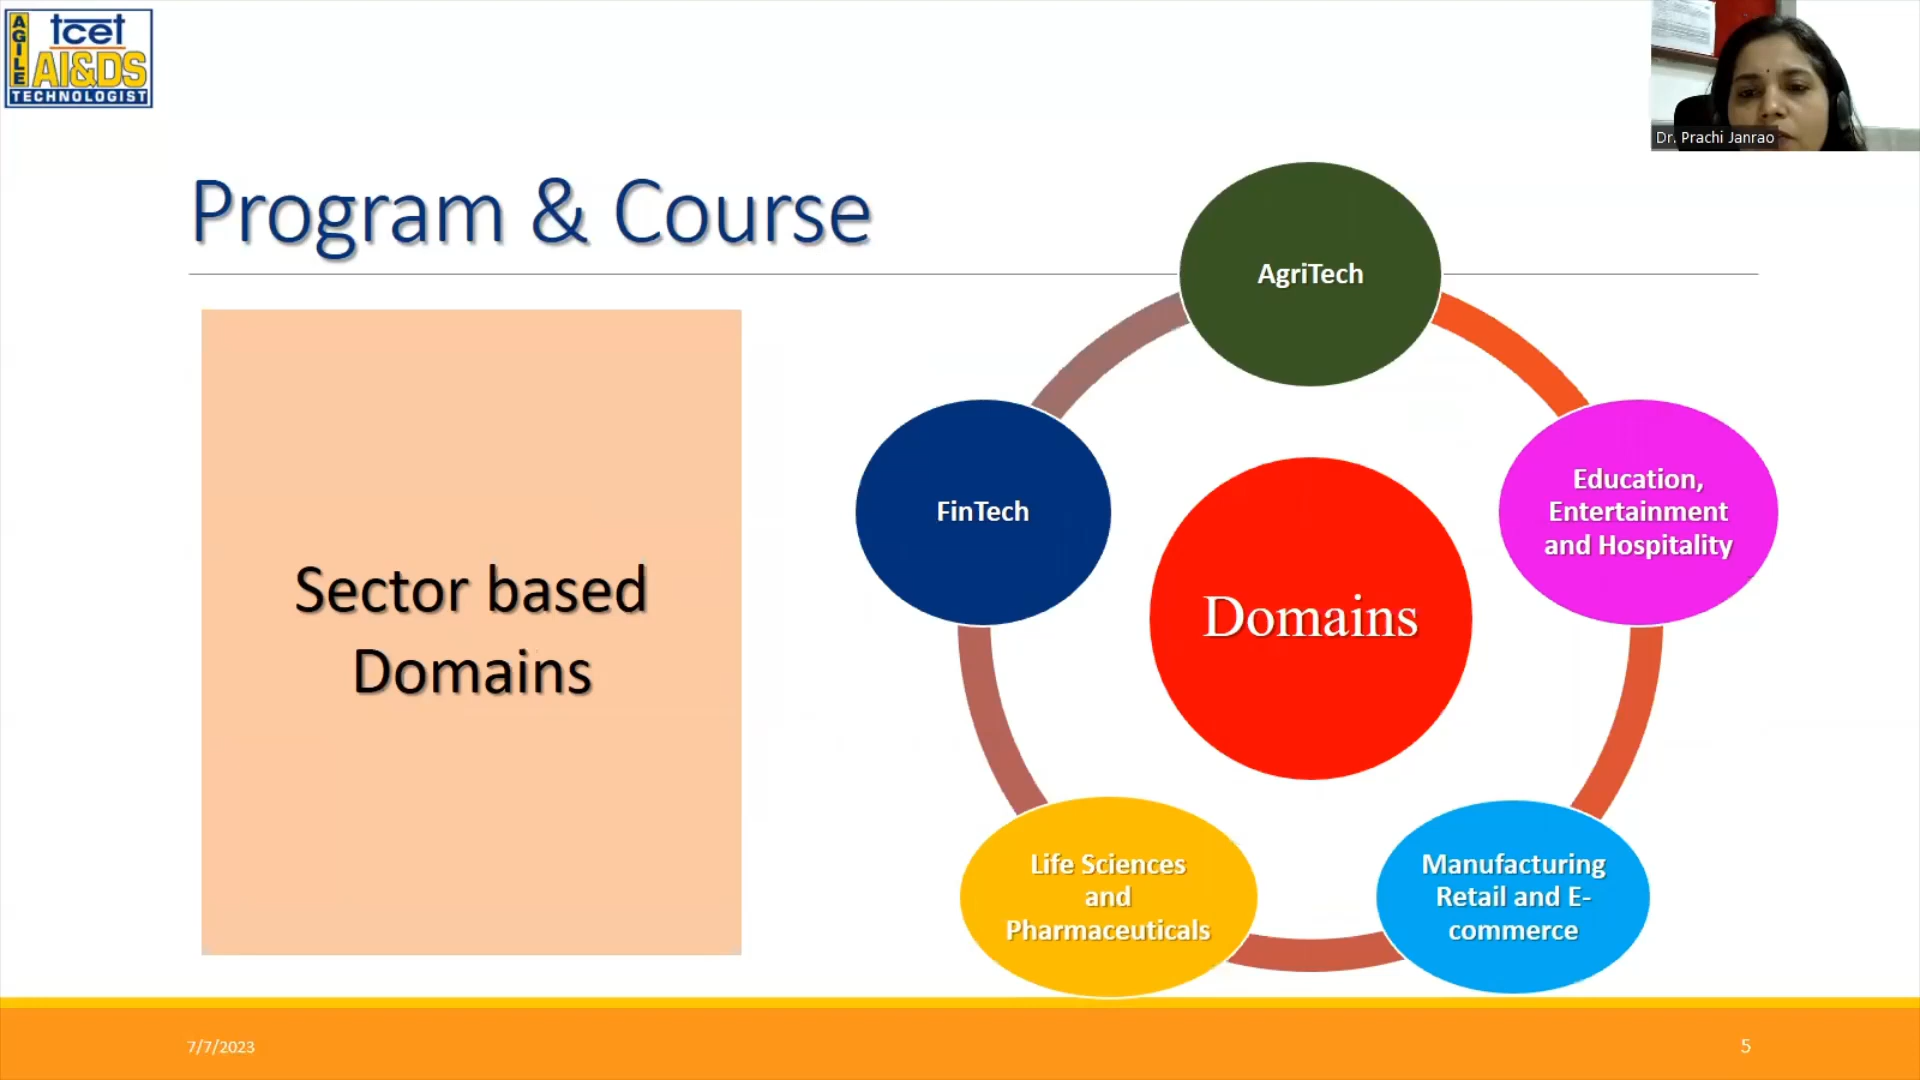 AGILE
tcet
AI&DS
TECHNOLOGIST
Dr. Prachi Janrao
Program & Course
Sector based
Domains
AgriTech
Education,
Entertainment
and Hospitality
FinTech
Domains
Life Sciences
and
Pharmaceuticals
Manufacturing
Retail and E-
commerce
7/7/2023
5